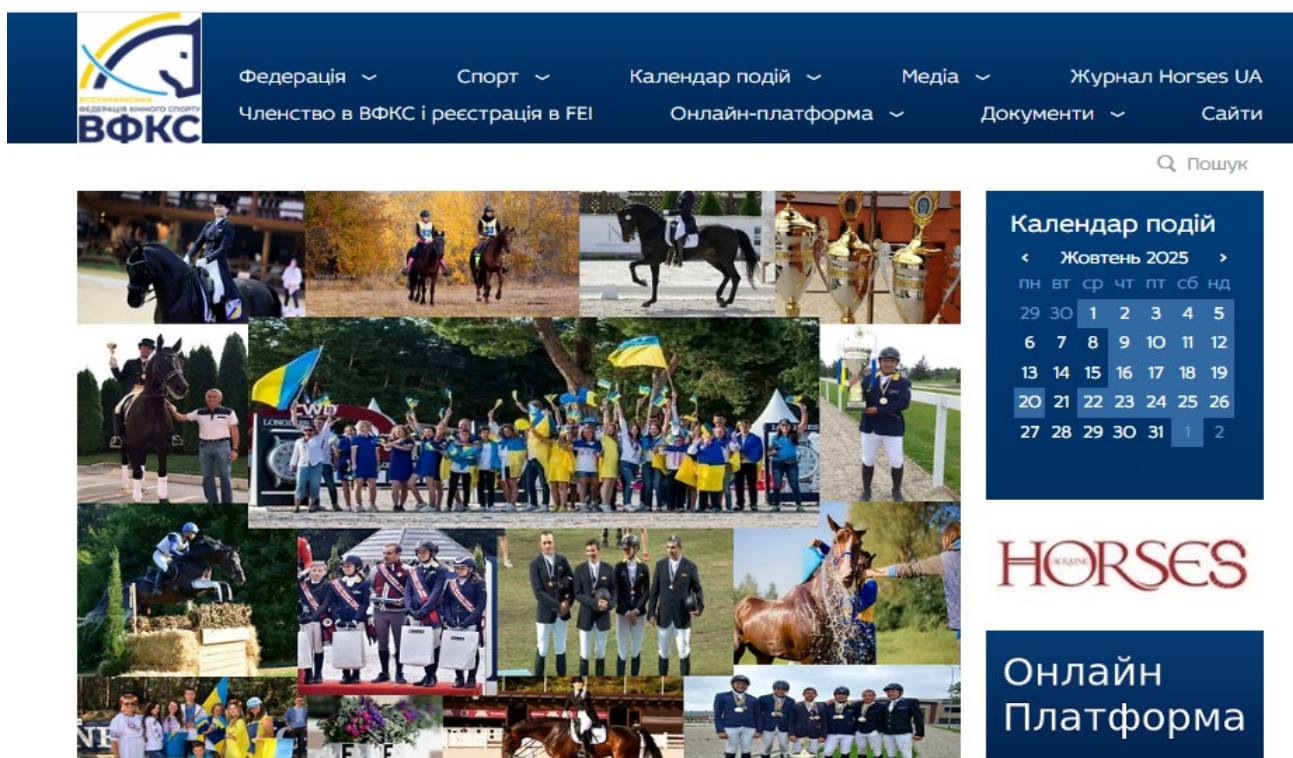 ВСЕУКРАЇНСЬКА
ФЕДЕРАЦІЯ КІННОГО СПОРТУ
ВФКС
Федерація Спорт Календар подій Медіа Журнал Horses UA
Членство в ВФКС і реєстрація в FEI Онлайн-платформа Документи Сайти
Пошук
Календар подій
‹ Жовтень 2025 ›
пн вт ср чт пт сб нд
29 30 1 2 3 4 5
6 7 8 9 10 11 12
13 14 15 16 17 18 19
20 21 22 23 24 25 26
27 28 29 30 31 1 2
LONGINES
HORSES
UKRAINE
Онлайн
Платформа